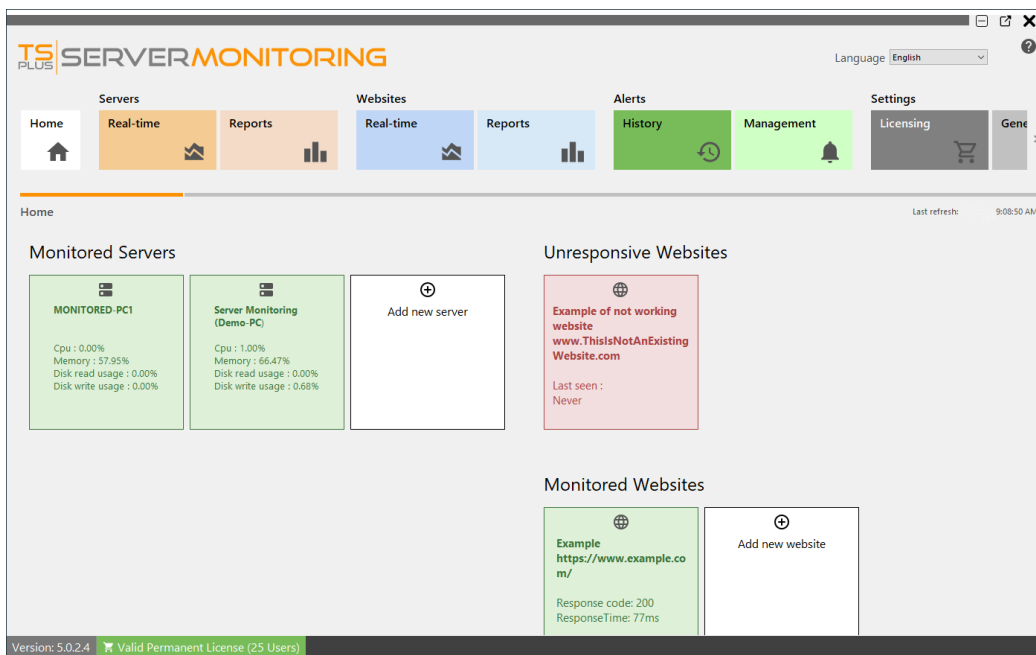 TS PLUS SERVERMONITORING
Language English
Servers
Websites
Alerts
Settings
Home
Real-time
Reports
Real-time
Reports
History
Management
Licensing
Gene
Home
Last refresh: 9:08:50 AM
Monitored Servers
MONITORED-PC1
Cpu : 0.00%
Memory : 57.95%
Disk read usage : 0.00%
Disk write usage : 0.00%
Server Monitoring
(Demo-PC)
Cpu : 1.00%
Memory : 66.47%
Disk read usage : 0.00%
Disk write usage : 0.68%
Add new server
Unresponsive Websites
Example of not working
website
www.ThisIsNotAnExisting
Website.com
Last seen :
Never
Monitored Websites
Example
https://www.example.co
m/
Response code: 200
ResponseTime: 77ms
Add new website
Version: 5.0.2.4
Valid Permanent License (25 Users)